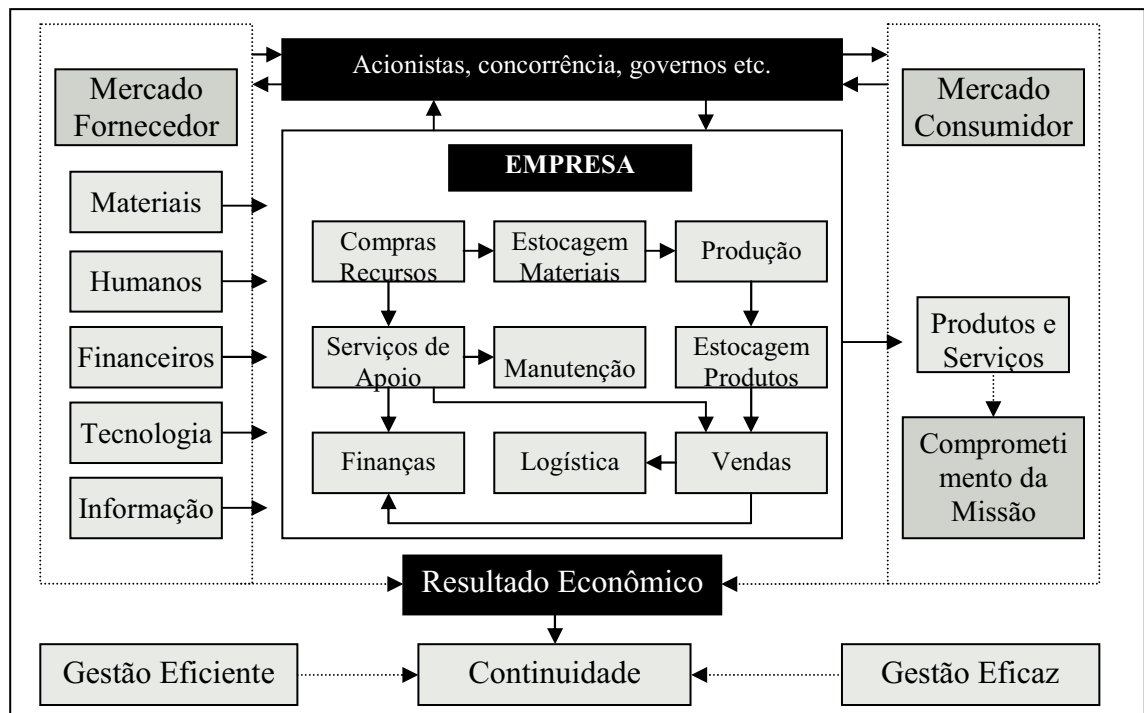 Acionistas, concorrência, governos etc.
Mercado
Fornecedor
Mercado
Consumidor
EMPRESA
Materiais
Humanos
Financeiros
Tecnologia
Informação
Compras
Recursos
Estocagem
Materiais
Produção
Serviços de
Apoio
Manutenção
Estocagem
Produtos
Finanças
Logística
Vendas
Produtos e
Serviços
Comprometi
mento da
Missão
Resultado Econômico
Gestão Eficiente
Continuidade
Gestão Eficaz